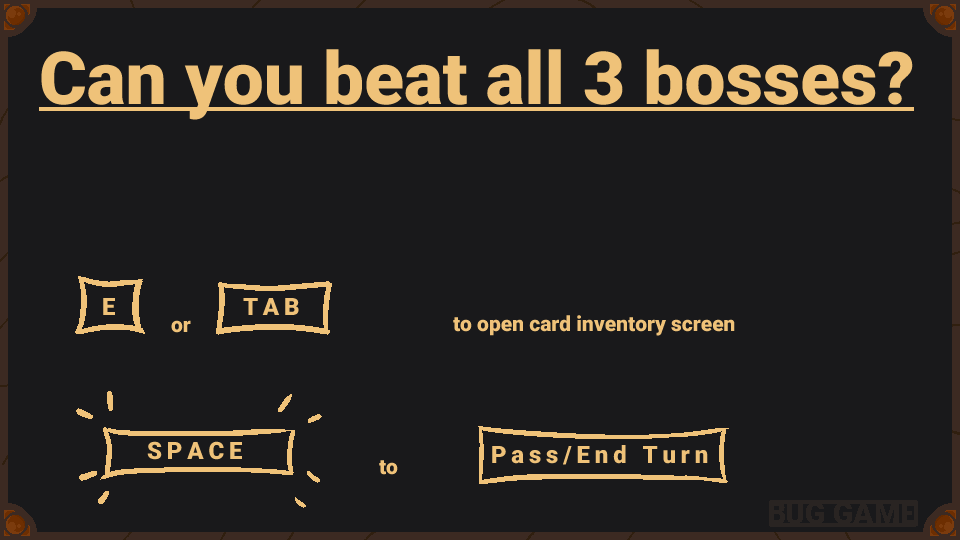 Can you beat all 3 bosses?
E or TAB to open card inventory screen
SPACE to Pass/End Turn
BUG GAME